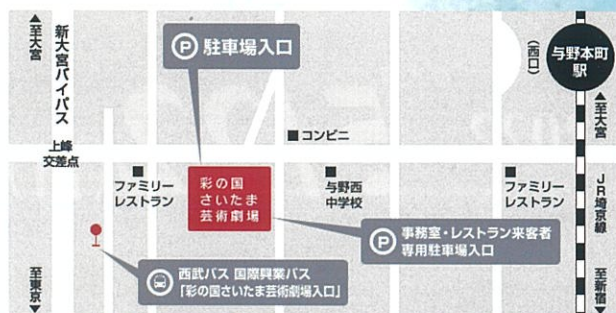 ▲至大宮
新大宮バイパス
上峰
交差点
至東京▼
P 駐車場入口
(西口)
与野本町
駅
▲至大宮
JR埼京線
至新宿▼
■コンビニ
ファミリー
レストラン
彩の国
さいたま
芸術劇場
与野西
中学校
ファミリー
レストラン
P 事務室・レストラン来客者
専用駐車場入口
西武バス 国際興業バス
「彩の国さいたま芸術劇場入口」